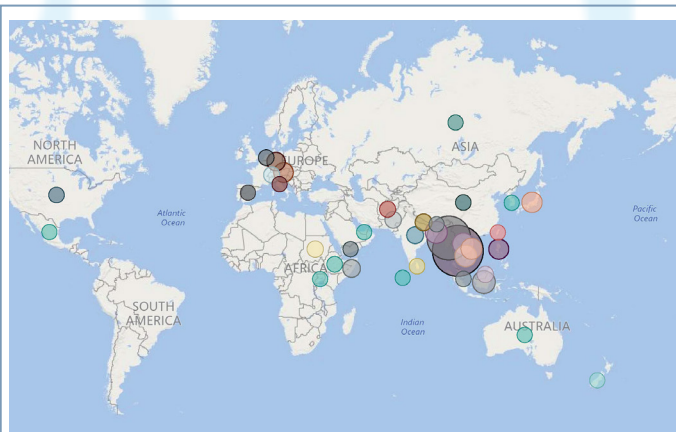 NORTH
AMERICA
EUROPE
ASIA
Atlantic
Ocean
Pacific
Ocean
AFRICA
SOUTH
AMERICA
Indian
Ocean
AUSTRALIA